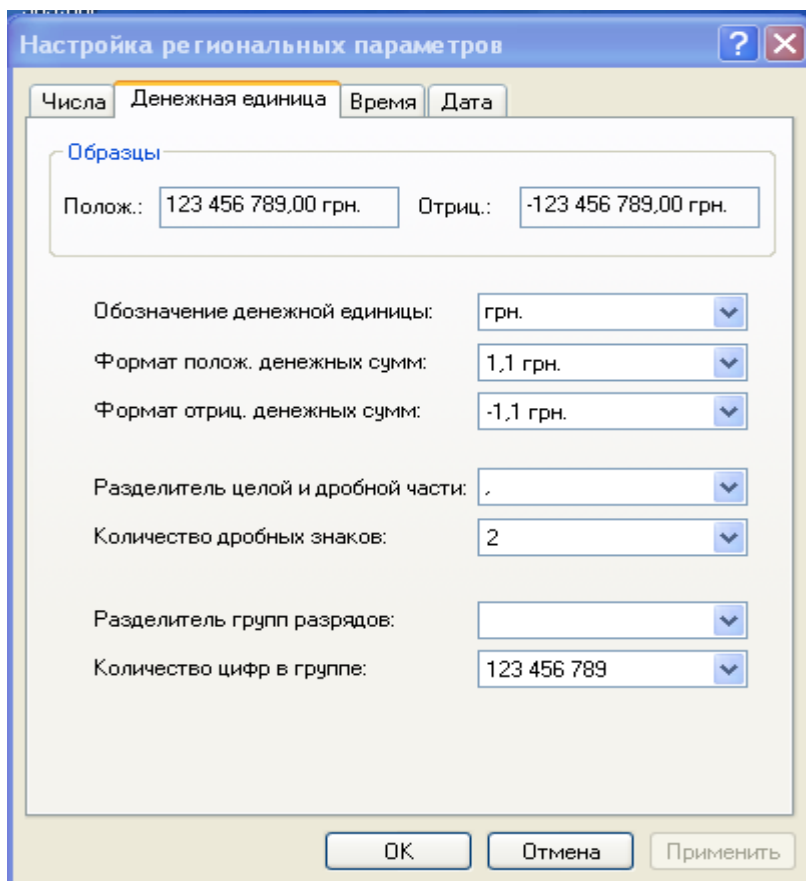 Настройка региональных параметров
Числа Денежная единица Время Дата
Образцы
Полож.: 123 456 789,00 грн. Отриц.: -123 456 789,00 грн.
Обозначение денежной единицы: грн.
Формат полож. денежных сумм: 1,1 грн.
Формат отриц. денежных сумм: -1,1 грн.
Разделитель целой и дробной части: ,
Количество дробных знаков: 2
Разделитель групп разрядов:
Количество цифр в группе: 123 456 789
ОК Отмена Применить